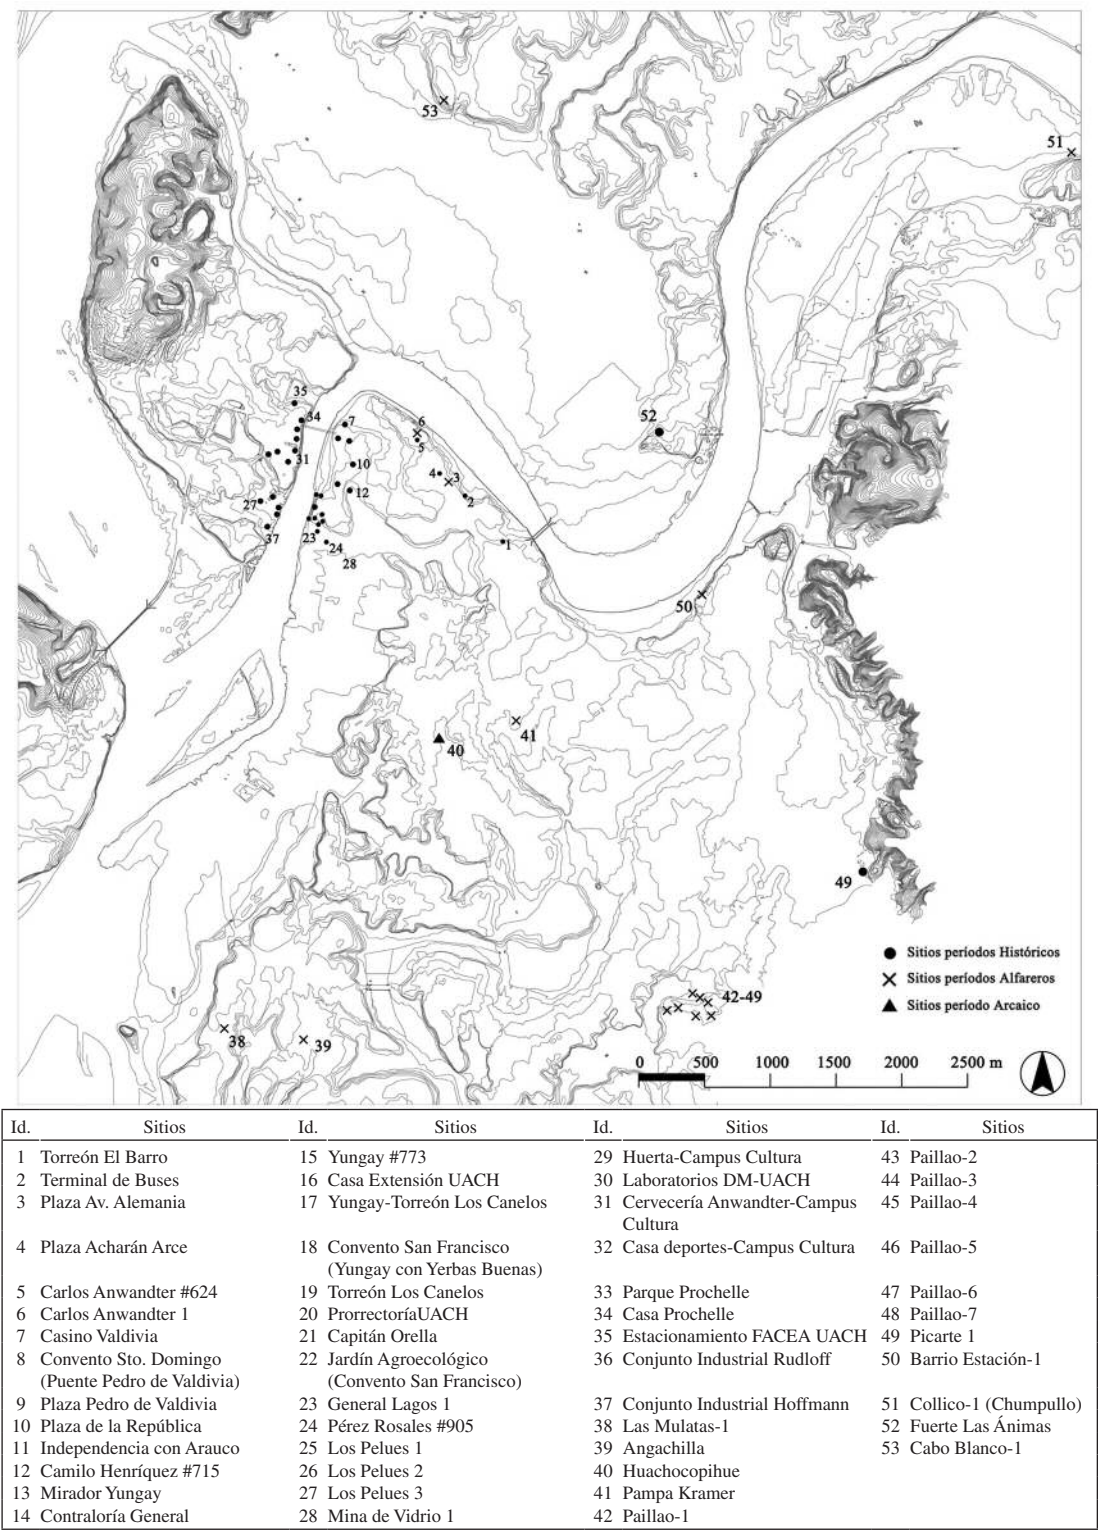 53
51
35
34
7
6
5
52
31
10
4
3
27
12
2
37
23
24
1
28
50
41
40
49
Sitios períodos Históricos
Sitios períodos Alfareros
42-49
Sitios período Arcaico
38
39
0 500 1000 1500 2000 2500 m
Id. Sitios Id. Sitios Id. Sitios Id. Sitios
1 Torreón El Barro 15 Yungay #773 29 Huerta-Campus Cultura 43 Paillao-2
2 Terminal de Buses 16 Casa Extensión UACH 30 Laboratorios DM-UACH 44 Paillao-3
3 Plaza Av. Alemania 17 Yungay-Torreón Los Canelos 31 Cervecería Anwandter-Campus 45 Paillao-4
Cultura
4 Plaza Acharán Arce 18 Convento San Francisco 32 Casa deportes-Campus Cultura 46 Paillao-5
(Yungay con Yerbas Buenas)
5 Carlos Anwandter #624 19 Torreón Los Canelos 33 Parque Prochelle 47 Paillao-6
6 Carlos Anwandter 1 20 ProrrectoríaUACH 34 Casa Prochelle 48 Paillao-7
7 Casino Valdivia 21 Capitán Orella 35 Estacionamiento FACEA UACH 49 Picarte 1
8 Convento Sto. Domingo 22 Jardín Agroecológico 36 Conjunto Industrial Rudloff 50 Barrio Estación-1
(Puente Pedro de Valdivia) (Convento San Francisco)
9 Plaza Pedro de Valdivia 23 General Lagos 1 37 Conjunto Industrial Hoffmann 51 Collico-1 (Chumpullo)
10 Plaza de la República 24 Pérez Rosales #905 38 Las Mulatas-1 52 Fuerte Las Ánimas
11 Independencia con Arauco 25 Los Pelues 1 39 Angachilla 53 Cabo Blanco-1
12 Camilo Henríquez #715 26 Los Pelues 2 40 Huachocopihue
13 Mirador Yungay 27 Los Pelues 3 41 Pampa Kramer
14 Contraloría General 28 Mina de Vidrio 1 42 Paillao-1